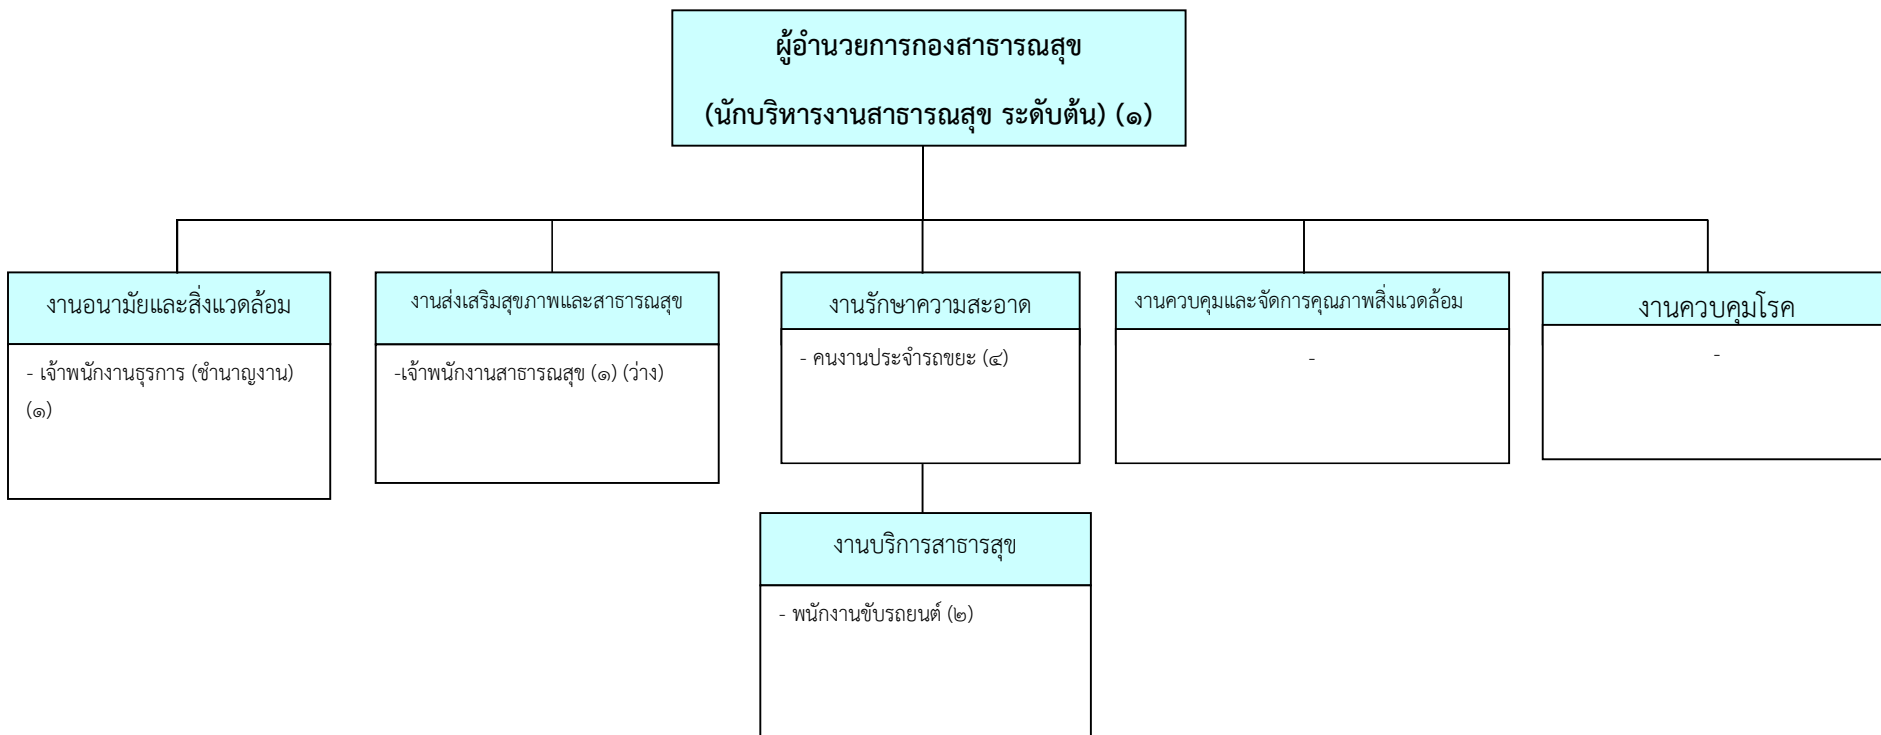 ผู้อำนวยการกองสาธารณสุข
(นักบริหารงานสาธารณสุข ระดับต้น) (๑)
งานอนามัยและสิ่งแวดล้อม
- เจ้าพนักงานธุรการ (ชำนาญงาน)
(๑)
งานส่งเสริมสุขภาพและสาธารณสุข
-เจ้าพนักงานสาธารณสุข (๑) (ว่าง)
งานรักษาความสะอาด
- คนงานประจำรถขยะ (๔)
งานควบคุมและจัดการคุณภาพสิ่งแวดล้อม
-
งานควบคุมโรค
-
งานบริการสาธารสุข
- พนักงานขับรถยนต์ (๒)